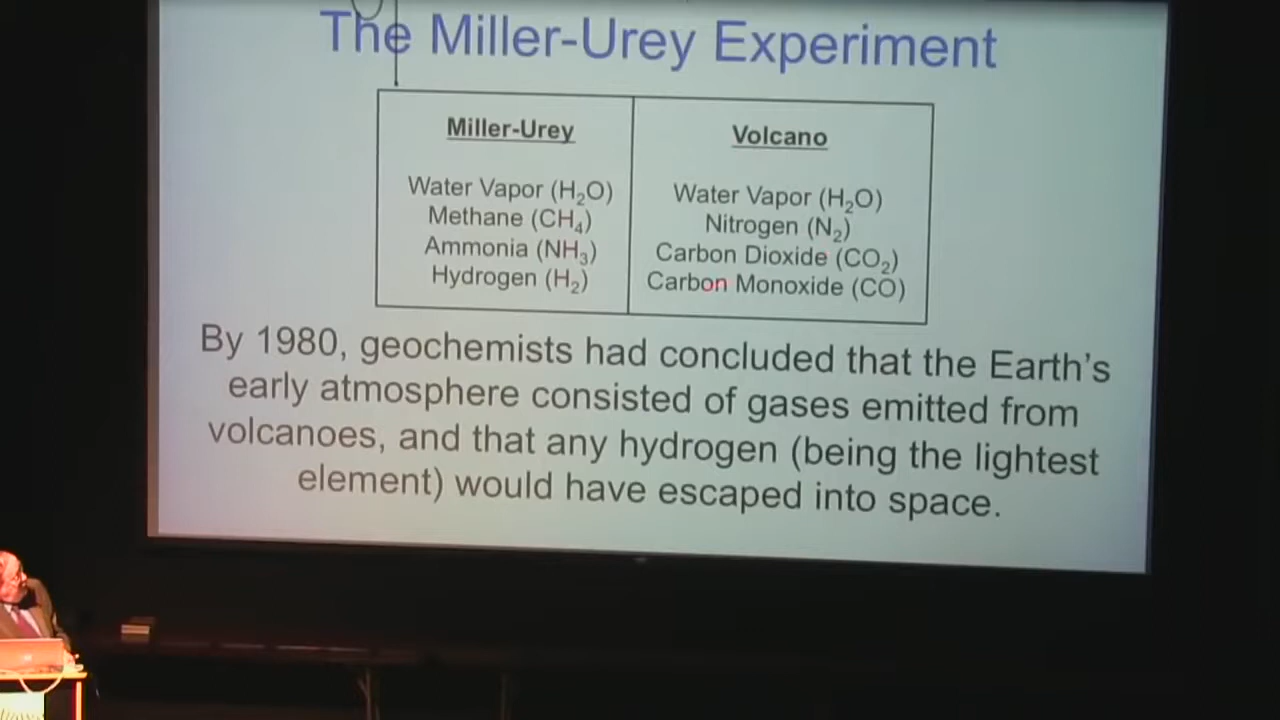 The Miller-Urey Experiment
Miller-Urey
Water Vapor (H₂O)
Methane (CH₄)
Ammonia (NH₃)
Hydrogen (H₂)
Volcano
Water Vapor (H₂O)
Nitrogen (N₂)
Carbon Dioxide (CO₂)
Carbon Monoxide (CO)
By 1980, geochemists had concluded that the Earth's
early atmosphere consisted of gases emitted from
volcanoes, and that any hydrogen (being the lightest
element) would have escaped into space.